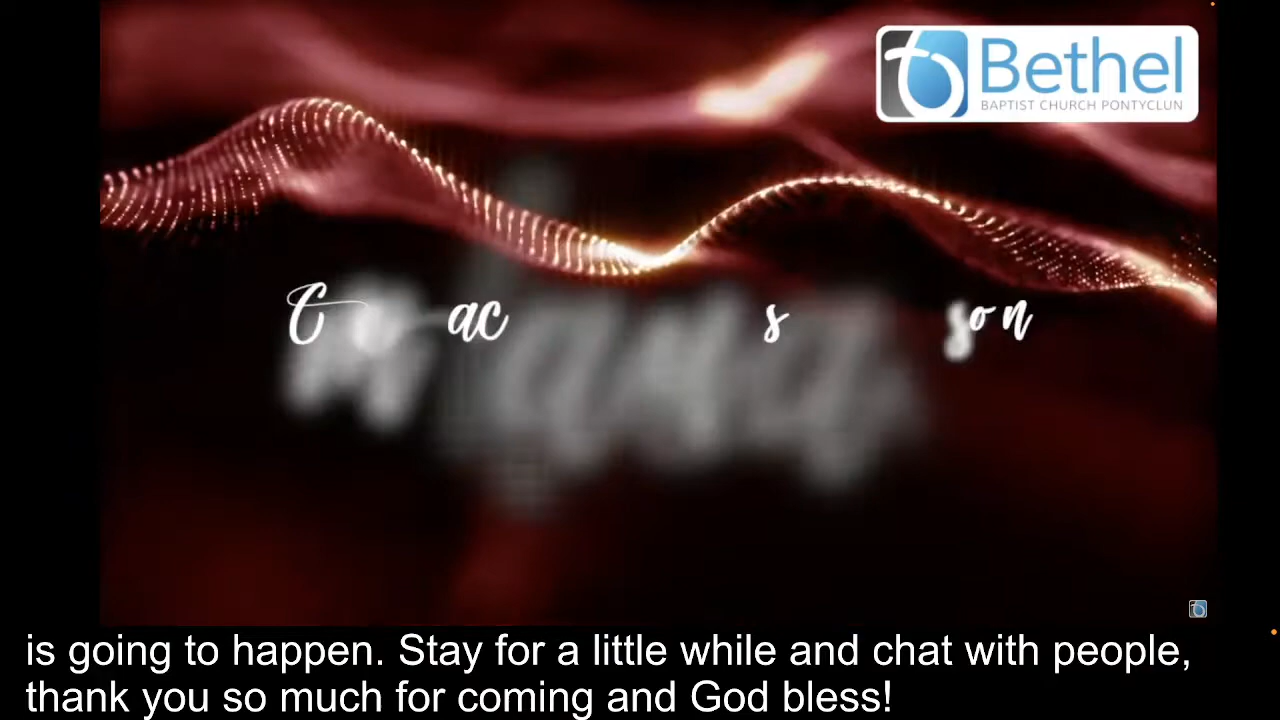 Bethel
BAPTIST CHURCH PONTYCLUN
is going to happen. Stay for a little while and chat with people,
thank you so much for coming and God bless!